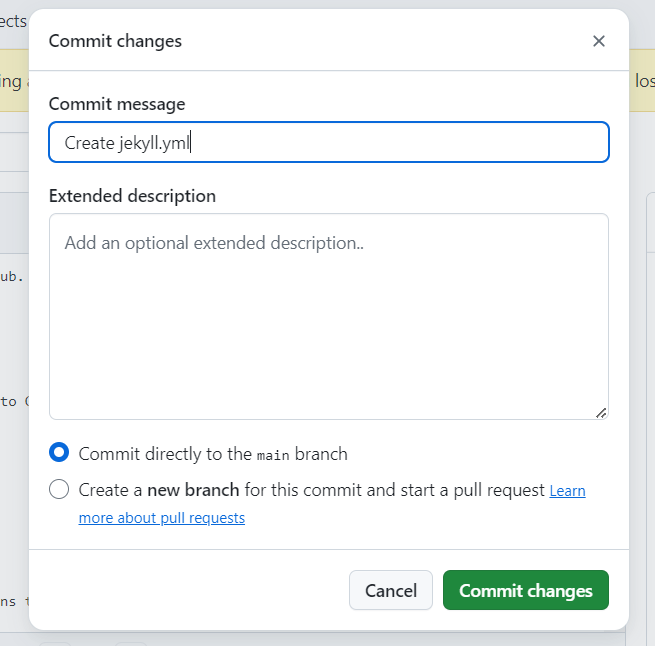 ects
Commit changes
ing
los
Commit message
Create jekyll.yml
Extended description
Add an optional extended description..
ub.
to
Commit directly to the main branch
Create a new branch for this commit and start a pull request Learn
more about pull requests
Cancel
Commit changes
ns